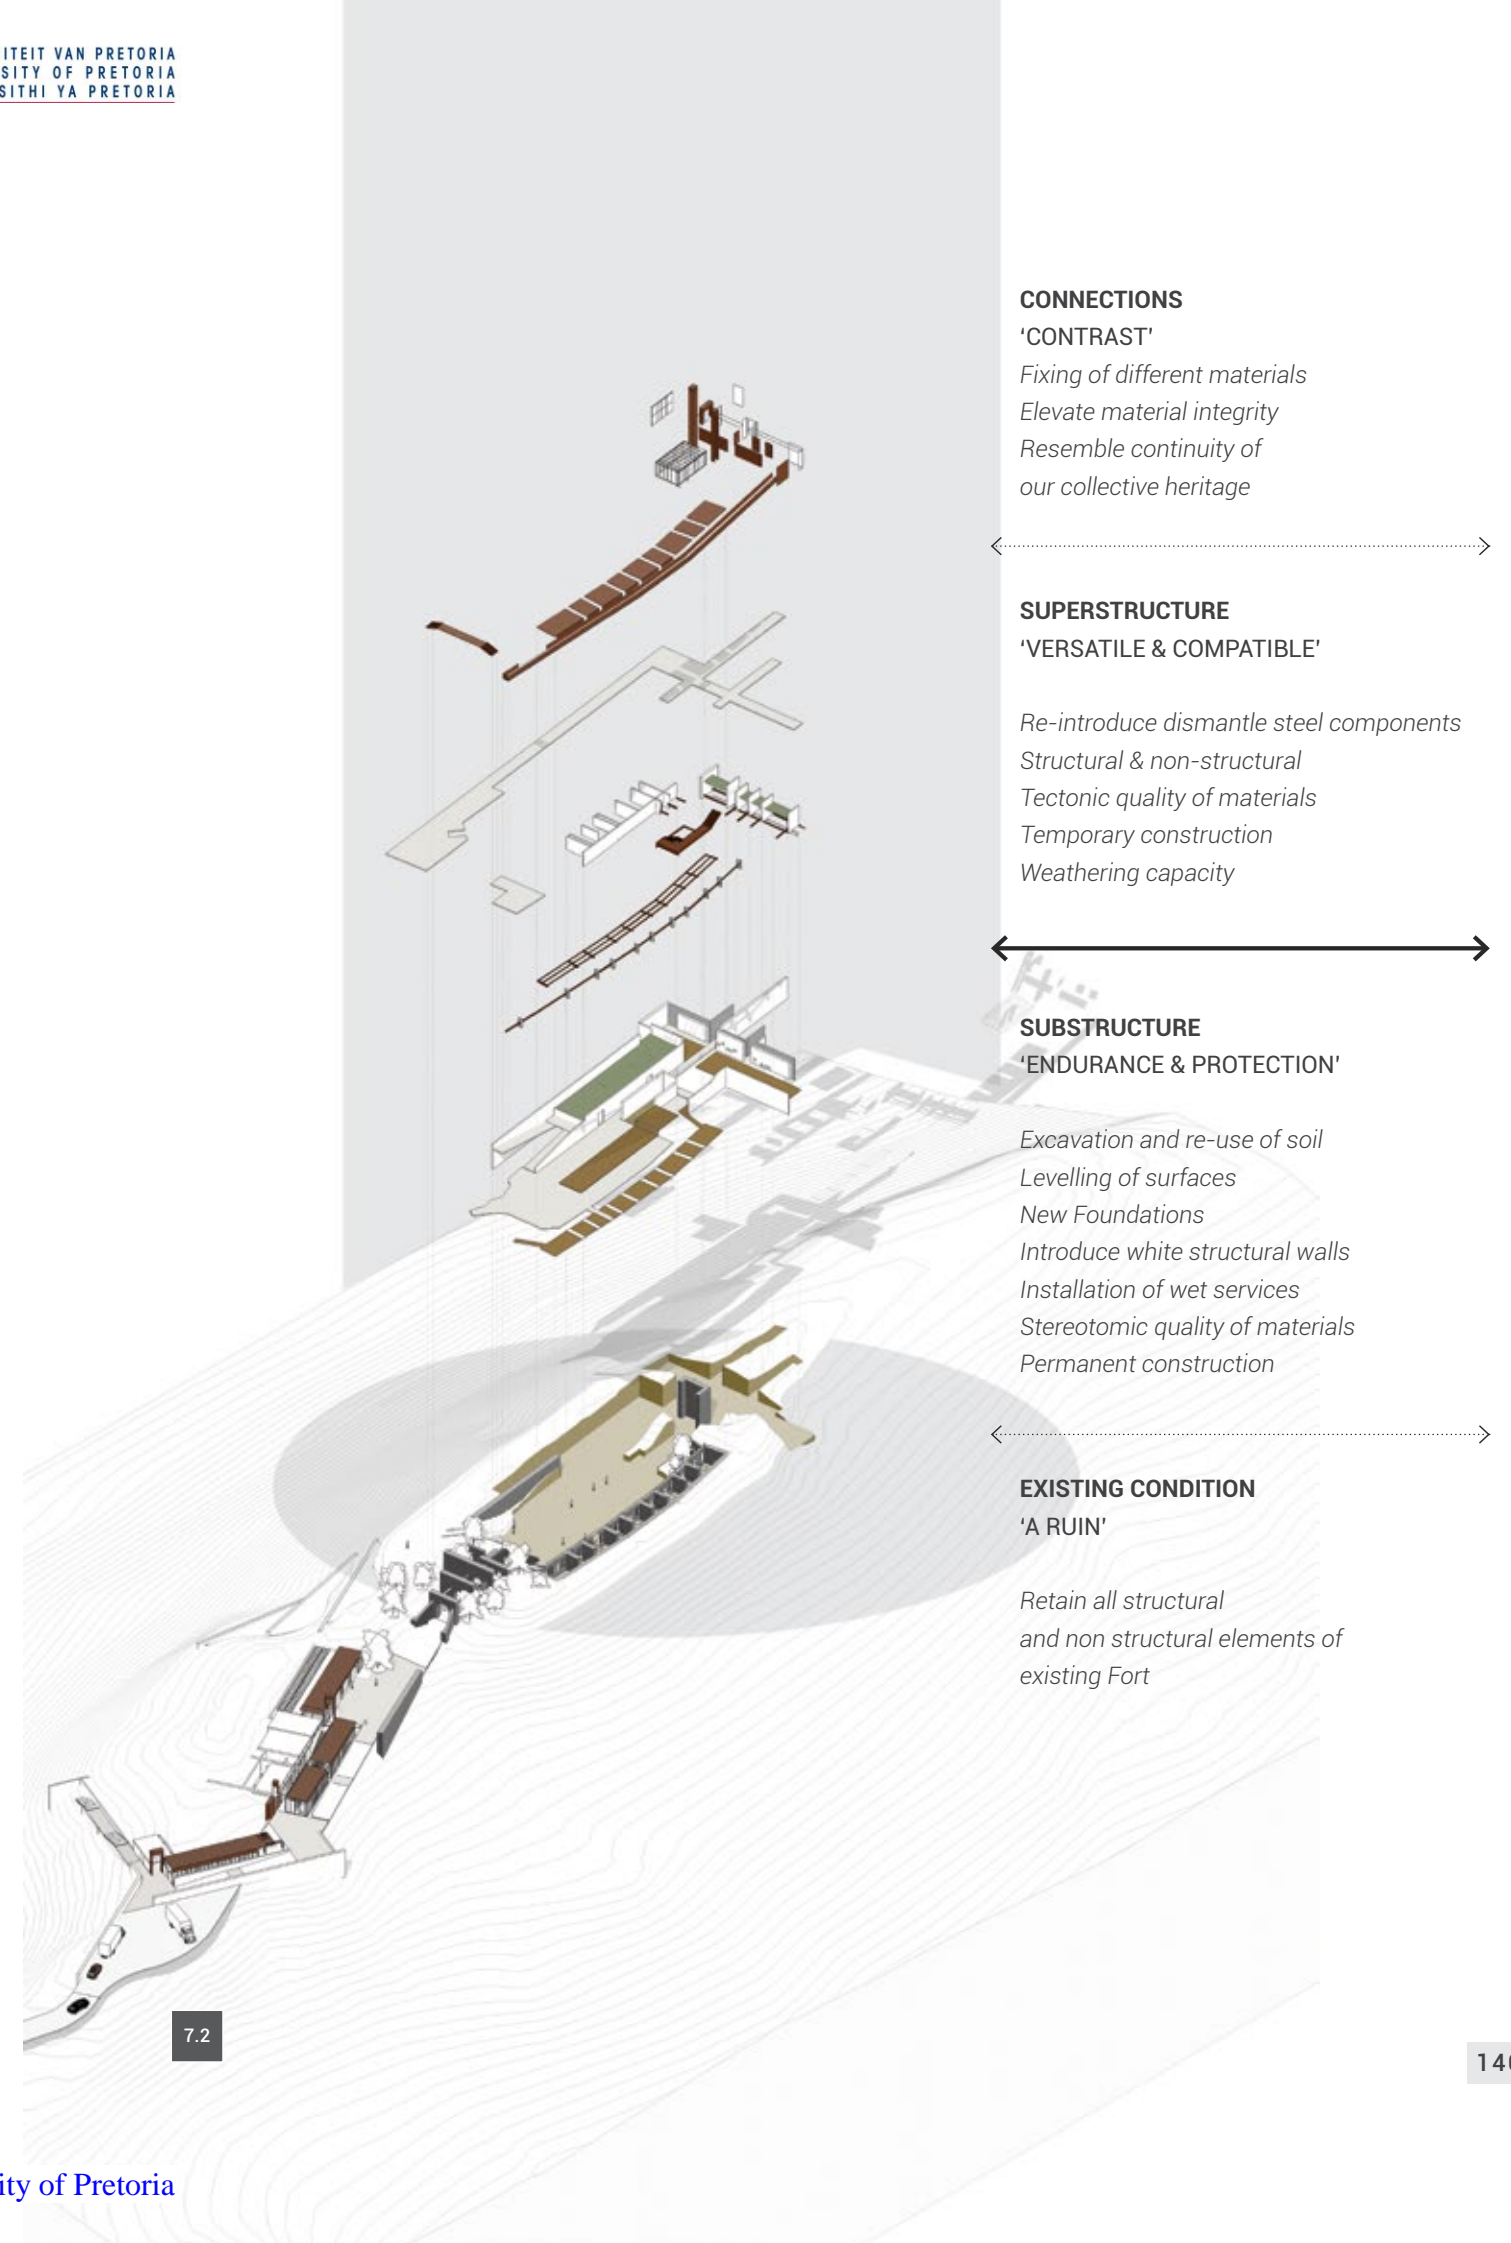 ITEIT VAN PRETORIA
SITY OF PRETORIA
SITHI YA PRETORIA
CONNECTIONS
‘CONTRAST’
Fixing of different materials
Elevate material integrity
Resemble continuity of
our collective heritage
SUPERSTRUCTURE
‘VERSATILE & COMPATIBLE’
Re-introduce dismantle steel components
Structural & non-structural
Tectonic quality of materials
Temporary construction
Weathering capacity
SUBSTRUCTURE
‘ENDURANCE & PROTECTION’
Excavation and re-use of soil
Levelling of surfaces
New Foundations
Introduce white structural walls
Installation of wet services
Stereotomic quality of materials
Permanent construction
EXISTING CONDITION
‘A RUIN’
Retain all structural
and non structural elements of
existing Fort
7.2
14
ity of Pretoria